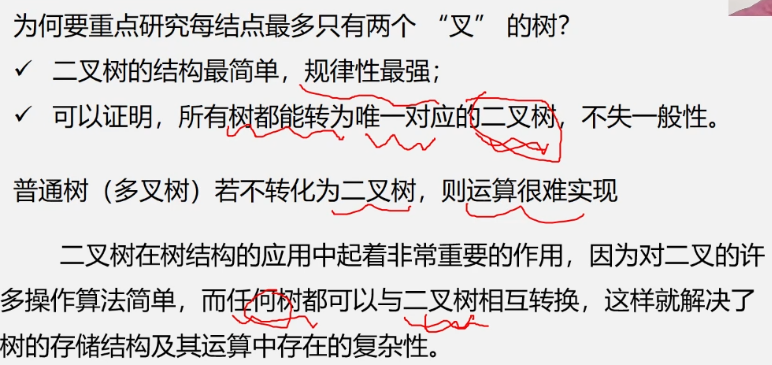 为何要重点研究每结点最多只有两个 “叉” 的树?
✓ 二叉树的结构最简单，规律性最强；
✓ 可以证明，所有树都能转为唯一对应的二叉树，不失一般性。
普通树（多叉树）若不转化为二叉树，则运算很难实现
二叉树在树结构的应用中起着非常重要的作用，因为对二叉的许
多操作算法简单，而任何树都可以与二叉树相互转换，这样就解决了
树的存储结构及其运算中存在的复杂性。